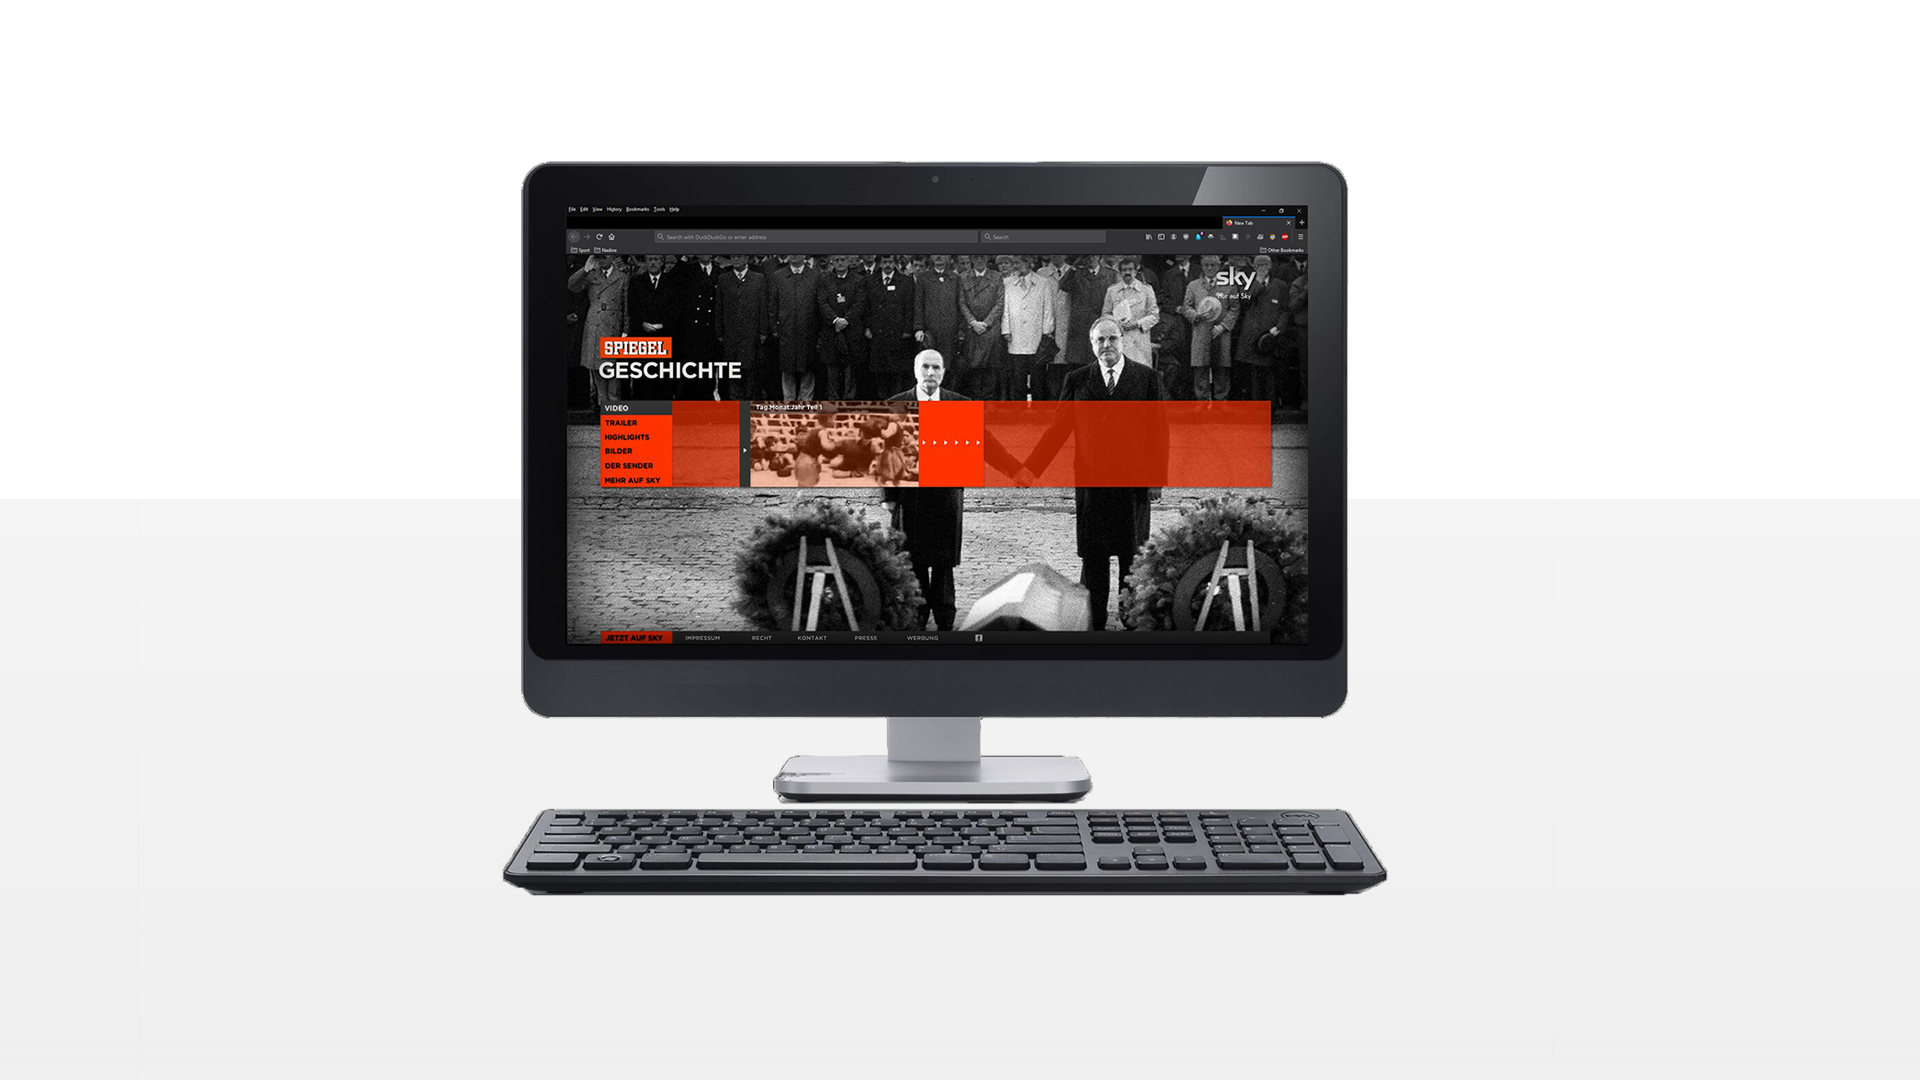 File Edit View History Bookmarks Tools Help
New Tab
Search with DuckDuckGo or enter address
Search
Sport Nadine
Other Bookmarks
sky
Nur auf Sky
SPIEGEL
GESCHICHTE
VIDEO
TRAILER
HIGHLIGHTS
BILDER
DER SENDER
MEHR AUF SKY
Tag.Monat.Jahr Teil 1
JETZT AUF SKY
IMPRESSUM
RECHT
KONTAKT
PRESSE
WERBUNG
f
DELL